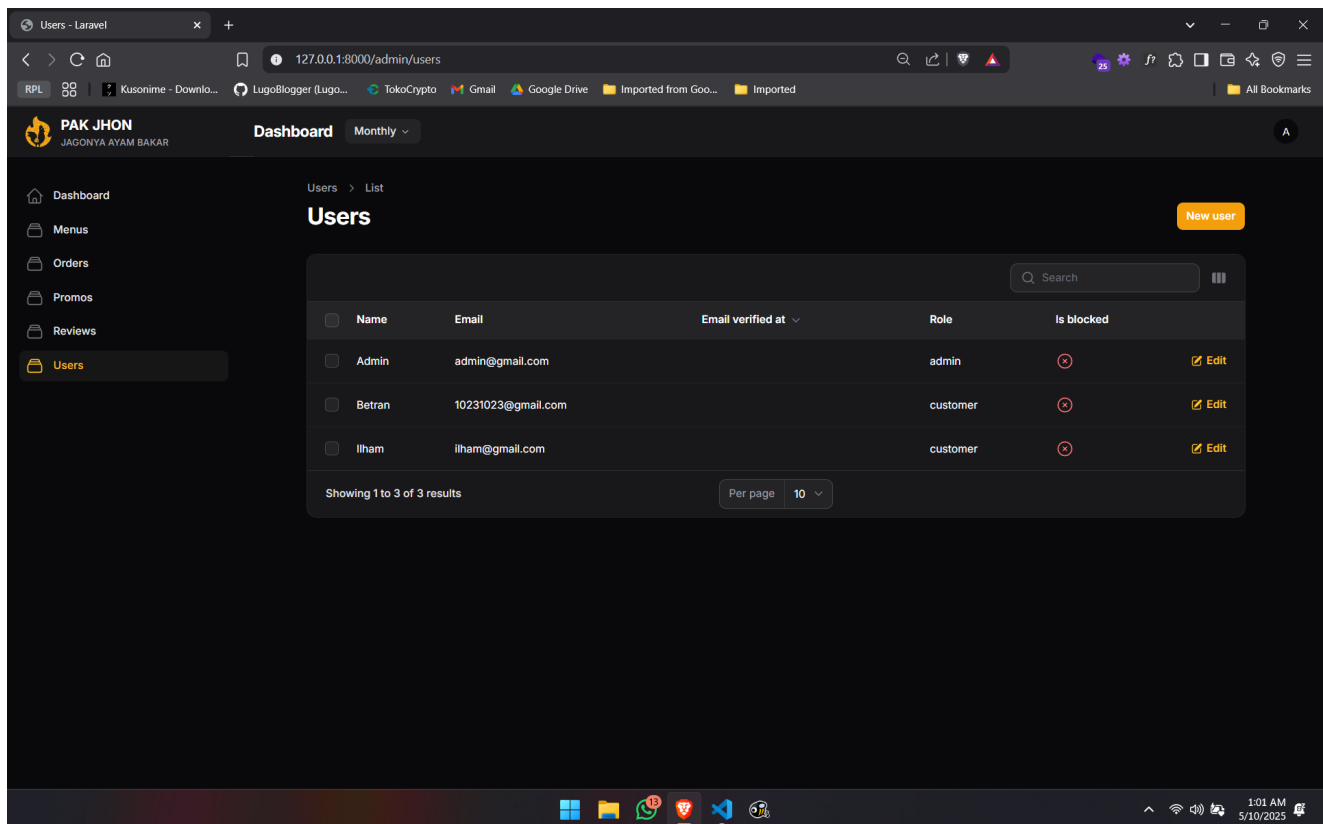 Users - Laravel
127.0.0.1:8000/admin/users
25
f?
RPL
Kusonime - Downlo...
LugoBlogger (Lugo...
TokoCrypto
Gmail
Google Drive
Imported from Goo...
Imported
All Bookmarks
PAK JHON
JAGONYA AYAM BAKAR
Dashboard
Monthly
A
Dashboard
Menus
Orders
Promos
Reviews
Users
Users > List
Users
New user
Search
Name Email Email verified at Role Is blocked
Admin admin@gmail.com admin Edit
Betran 10231023@gmail.com customer Edit
Ilham ilham@gmail.com customer Edit
Showing 1 to 3 of 3 results
Per page 10
13
1:01 AM
5/10/2025